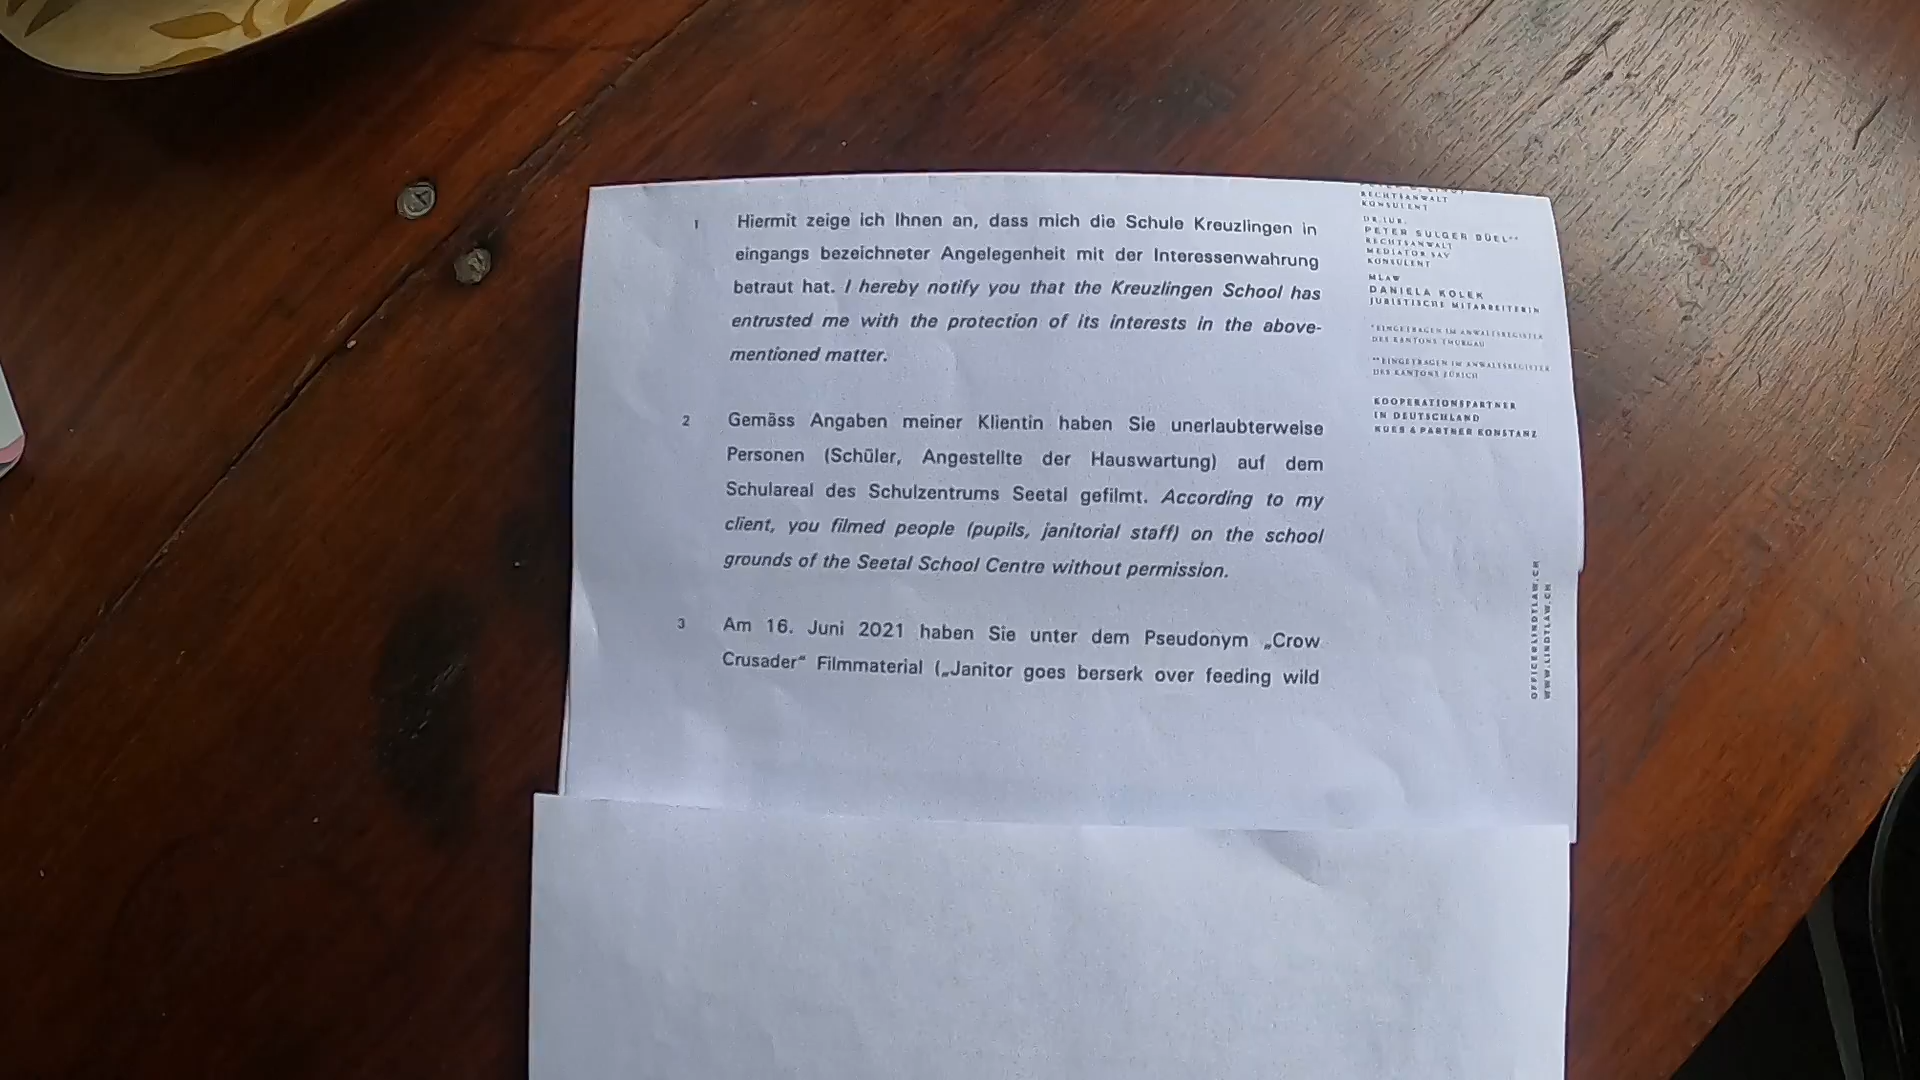 1 Hiermit zeige ich Ihnen an, dass mich die Schule Kreuzlingen in
eingangs bezeichneter Angelegenheit mit der Interessenwahrung
betraut hat. I hereby notify you that the Kreuzlingen School has
entrusted me with the protection of its interests in the above-
mentioned matter.
2 Gemäss Angaben meiner Klientin haben Sie unerlaubterweise
Personen (Schüler, Angestellte der Hauswartung) auf dem
Schulareal des Schulzentrums Seetal gefilmt. According to my
client, you filmed people (pupils, janitorial staff) on the school
grounds of the Seetal School Centre without permission.
3 Am 16. Juni 2021 haben Sie unter dem Pseudonym „Crow
Crusader“ Filmmaterial („Janitor goes berserk over feeding wild
RECHTSANWALT
KONSULENT
DR.IUR.
PETER SULGER BÜEL**
RECHTSANWALT
MEDIATOR SAV
KONSULENT
MLAW
DANIELA KOLEK
JURISTISCHE MITARBEITERIN
*EINGETRAGEN IM ANWALTSREGISTER
DES KANTONS THURGAU
**EINGETRAGEN IM ANWALTSREGISTER
DES KANTONS ZÜRICH
KOOPERATIONSPARTNER
IN DEUTSCHLAND
KUES & PARTNER KONSTANZ
WWW.LINDTLAW.CH